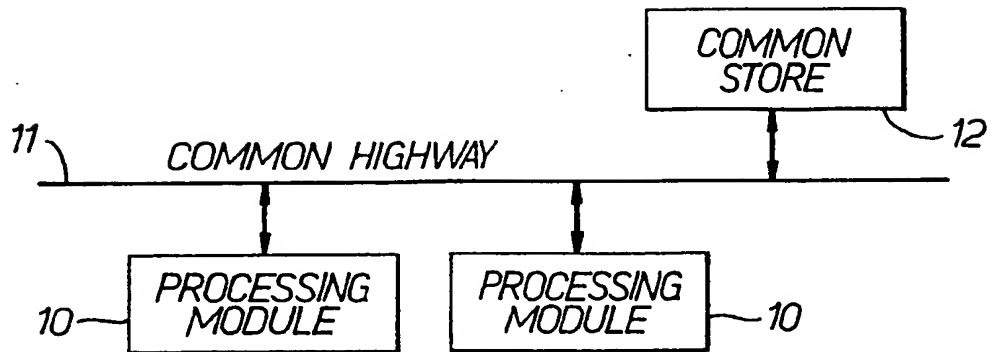 COMMON
STORE
12
11
COMMON HIGHWAY
PROCESSING
MODULE
10
PROCESSING
MODULE
10